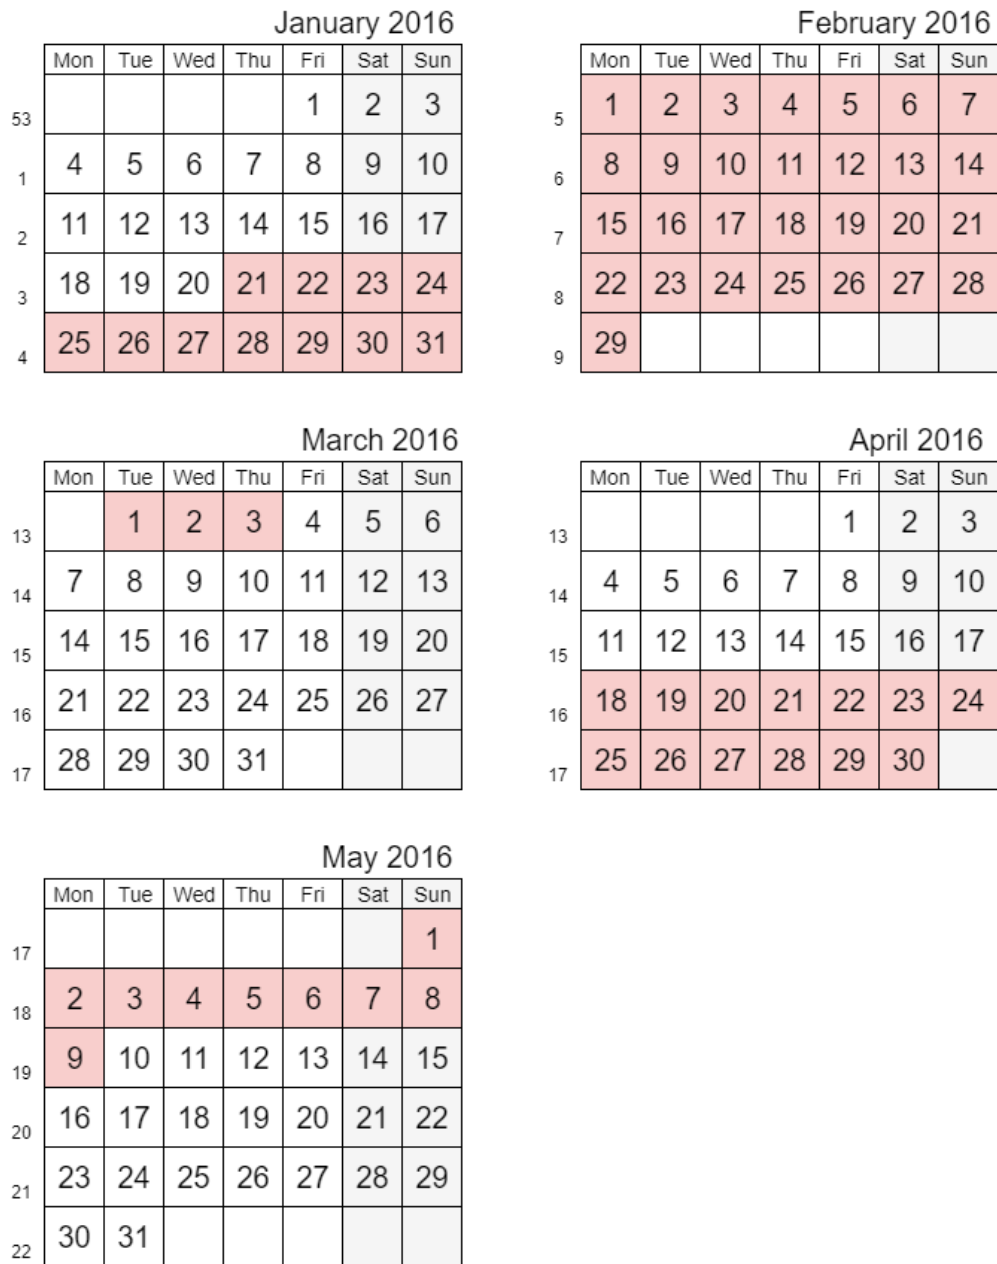 January 2016
Mon Tue Wed Thu Fri Sat Sun
53 1 2 3
1 4 5 6 7 8 9 10
2 11 12 13 14 15 16 17
3 18 19 20 21 22 23 24
4 25 26 27 28 29 30 31
February 2016
Mon Tue Wed Thu Fri Sat Sun
5 1 2 3 4 5 6 7
6 8 9 10 11 12 13 14
7 15 16 17 18 19 20 21
8 22 23 24 25 26 27 28
9 29
March 2016
Mon Tue Wed Thu Fri Sat Sun
13 1 2 3 4 5 6
14 7 8 9 10 11 12 13
15 14 15 16 17 18 19 20
16 21 22 23 24 25 26 27
17 28 29 30 31
April 2016
Mon Tue Wed Thu Fri Sat Sun
13 1 2 3
14 4 5 6 7 8 9 10
15 11 12 13 14 15 16 17
16 18 19 20 21 22 23 24
17 25 26 27 28 29 30
May 2016
Mon Tue Wed Thu Fri Sat Sun
17 1
18 2 3 4 5 6 7 8
19 9 10 11 12 13 14 15
20 16 17 18 19 20 21 22
21 23 24 25 26 27 28 29
22 30 31